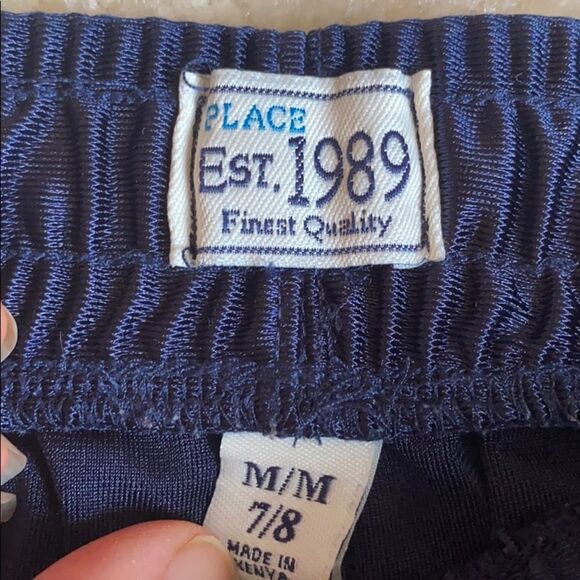 PLACE
EST. 1989
Finest Quality
M/M
7/8
MADE IN
KENYA